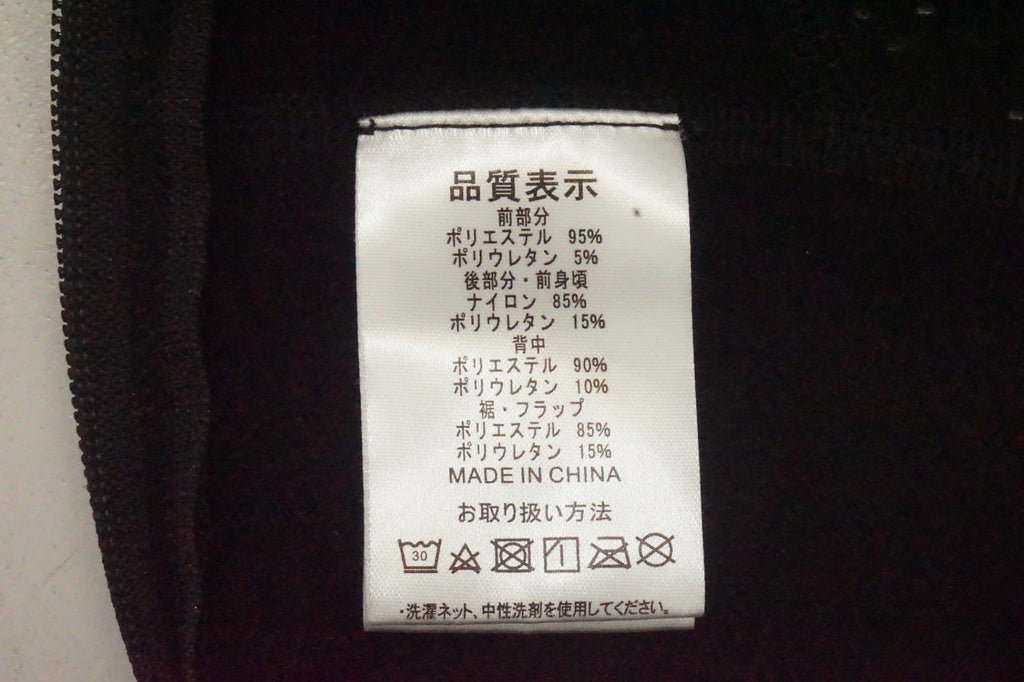 品質表示
前部分
ポリエステル 95%
ポリウレタン 5%
後部分・前身頃
ナイロン 85%
ポリウレタン 15%
背中
ポリエステル 90%
ポリウレタン 10%
裾・フラップ
ポリエステル 85%
ポリウレタン 15%
MADE IN CHINA
お取り扱い方法
30
・洗濯ネット、中性洗剤を使用してください。